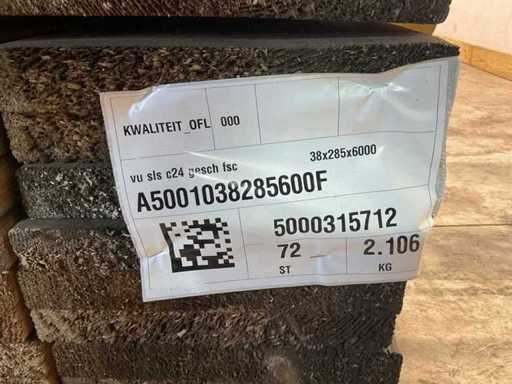 KWALITEIT_OFL 000
vu sls c24 gesch fsc 38x285x6000
A5001038285600F
5000315712
72 2.106
ST KG